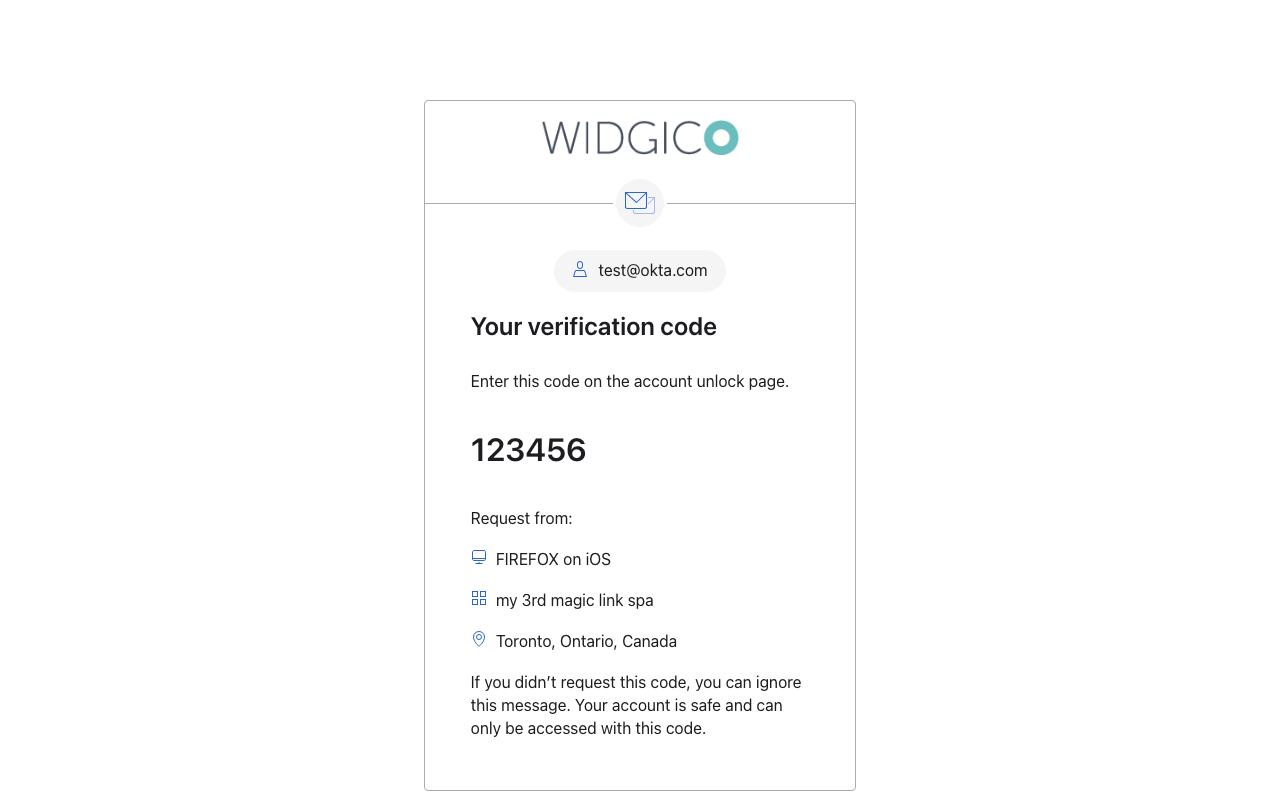 WIDGICO
test@okta.com
Your verification code
Enter this code on the account unlock page.
123456
Request from:
FIREFOX on iOS
my 3rd magic link spa
Toronto, Ontario, Canada
If you didn’t request this code, you can ignore
this message. Your account is safe and can
only be accessed with this code.